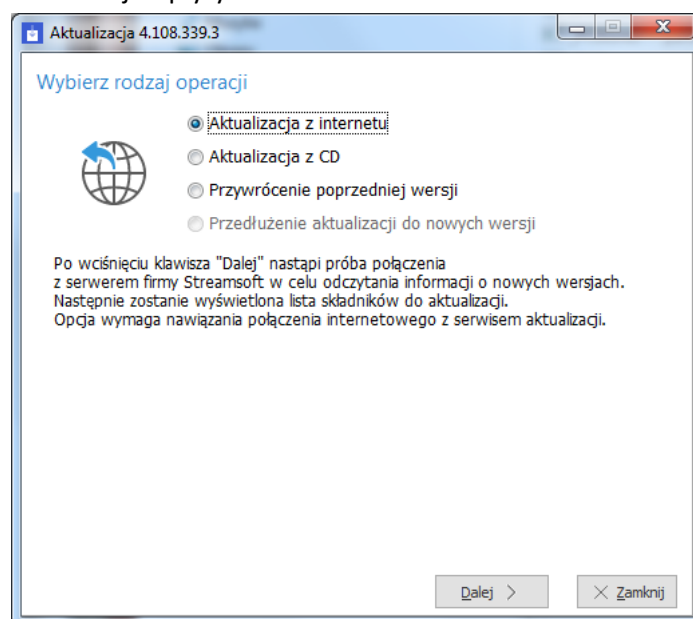 Aktualizacja 4.108.339.3
Wybierz rodzaj operacji
Aktualizacja z internetu
Aktualizacja z CD
Przywrócenie poprzedniej wersji
Przedłużenie aktualizacji do nowych wersji
Po wciśnięciu klawisza "Dalej" nastąpi próba połączenia
z serwerem firmy Streamsoft w celu odczytania informacji o nowych wersjach.
Następnie zostanie wyświetlona lista składników do aktualizacji.
Opcja wymaga nawiązania połączenia internetowego z serwisem aktualizacji.
Dalej >
Zamknij